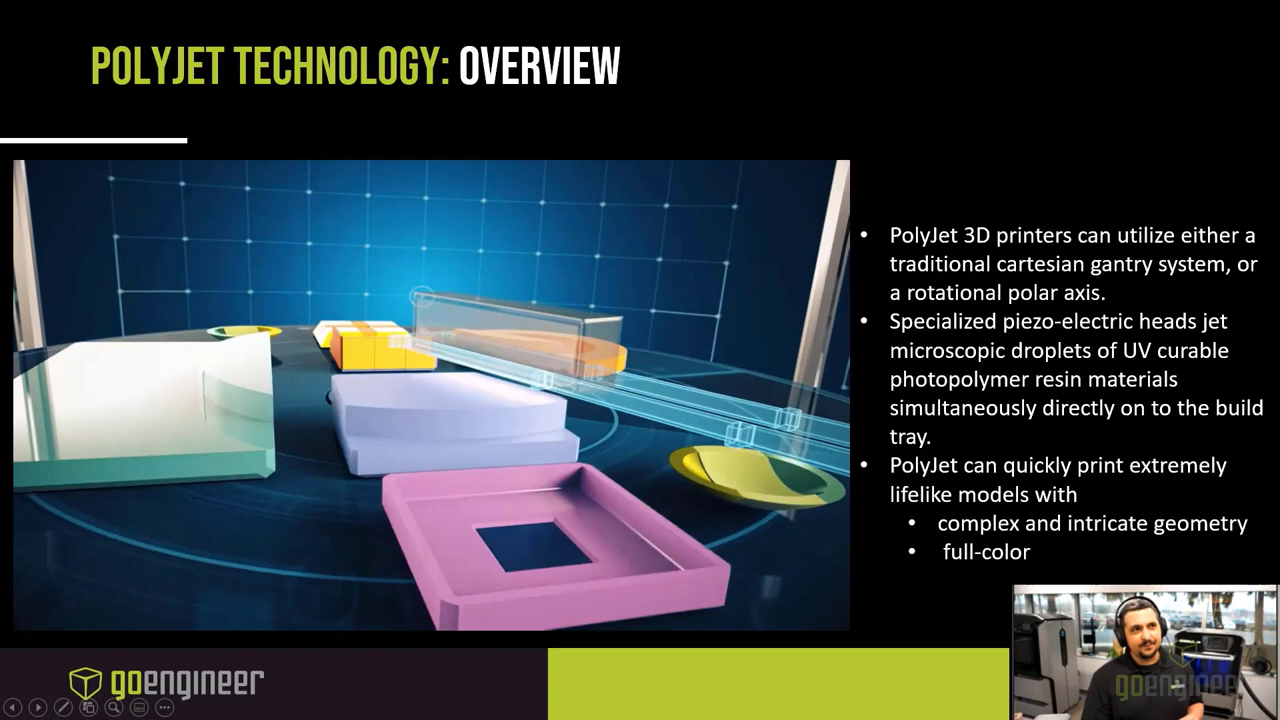 POLYJET TECHNOLOGY: OVERVIEW
• PolyJet 3D printers can utilize either a
traditional cartesian gantry system, or
a rotational polar axis.
• Specialized piezo-electric heads jet
microscopic droplets of UV curable
photopolymer resin materials
simultaneously directly on to the build
tray.
• PolyJet can quickly print extremely
lifelike models with
• complex and intricate geometry
• full-color
goengineer
goengineer